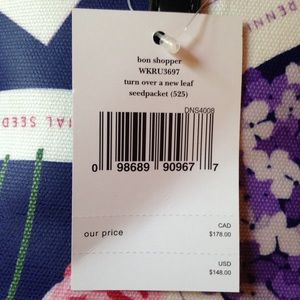 bon shopper
WKRU3697
turn over a new leaf
seedpacket (525)
DNS4008
0 98689 90967 7
our price
CAD
$178.00
USD
$148.00
SEED